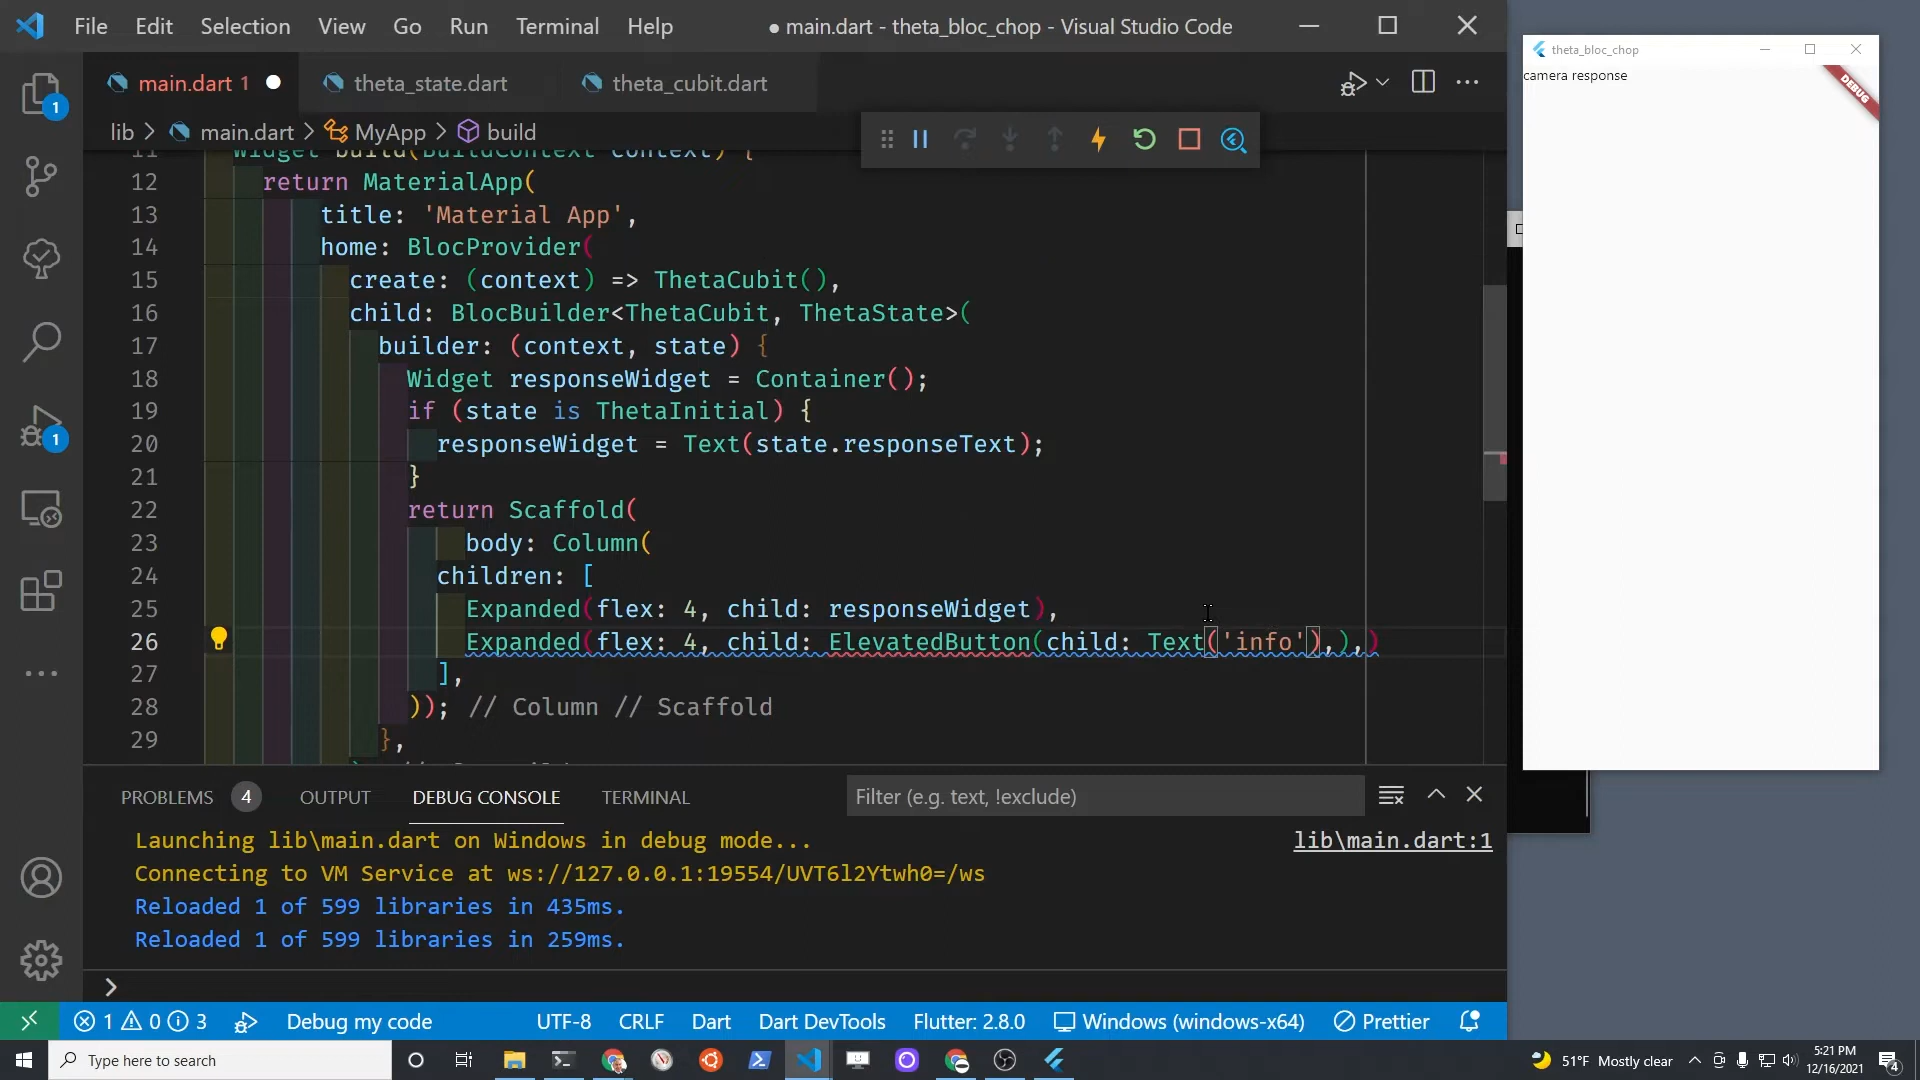 File Edit Selection View Go Run Terminal Help
● main.dart - theta_bloc_chop - Visual Studio Code
main.dart 1
theta_state.dart
theta_cubit.dart
lib > main.dart > MyApp > build
11 Widget build(BuildContext context) {
12 return MaterialApp(
13 title: 'Material App',
14 home: BlocProvider(
15 create: (context) => ThetaCubit(),
16 child: BlocBuilder<ThetaCubit, ThetaState>(
17 builder: (context, state) {
18 Widget responseWidget = Container();
19 if (state is ThetaInitial) {
20 responseWidget = Text(state.responseText);
21 }
22 return Scaffold(
23 body: Column(
24 children: [
25 Expanded(flex: 4, child: responseWidget),
26 Expanded(flex: 4, child: ElevatedButton(child: Text('info'),),)
27 ],
28 )); // Column // Scaffold
29 },
1
1
PROBLEMS 4 OUTPUT DEBUG CONSOLE TERMINAL
Filter (e.g. text, !exclude)
Launching lib\main.dart on Windows in debug mode...
lib\main.dart:1
Connecting to VM Service at ws://127.0.0.1:19554/UVT6l2Ytwh0=/ws
Reloaded 1 of 599 libraries in 435ms.
Reloaded 1 of 599 libraries in 259ms.
1 0 3 Debug my code UTF-8 CRLF Dart Dart DevTools Flutter: 2.8.0 Windows (windows-x64) Prettier
theta_bloc_chop
camera response
DEBUG
Type here to search
51°F Mostly clear
5:21 PM
12/16/2021
4